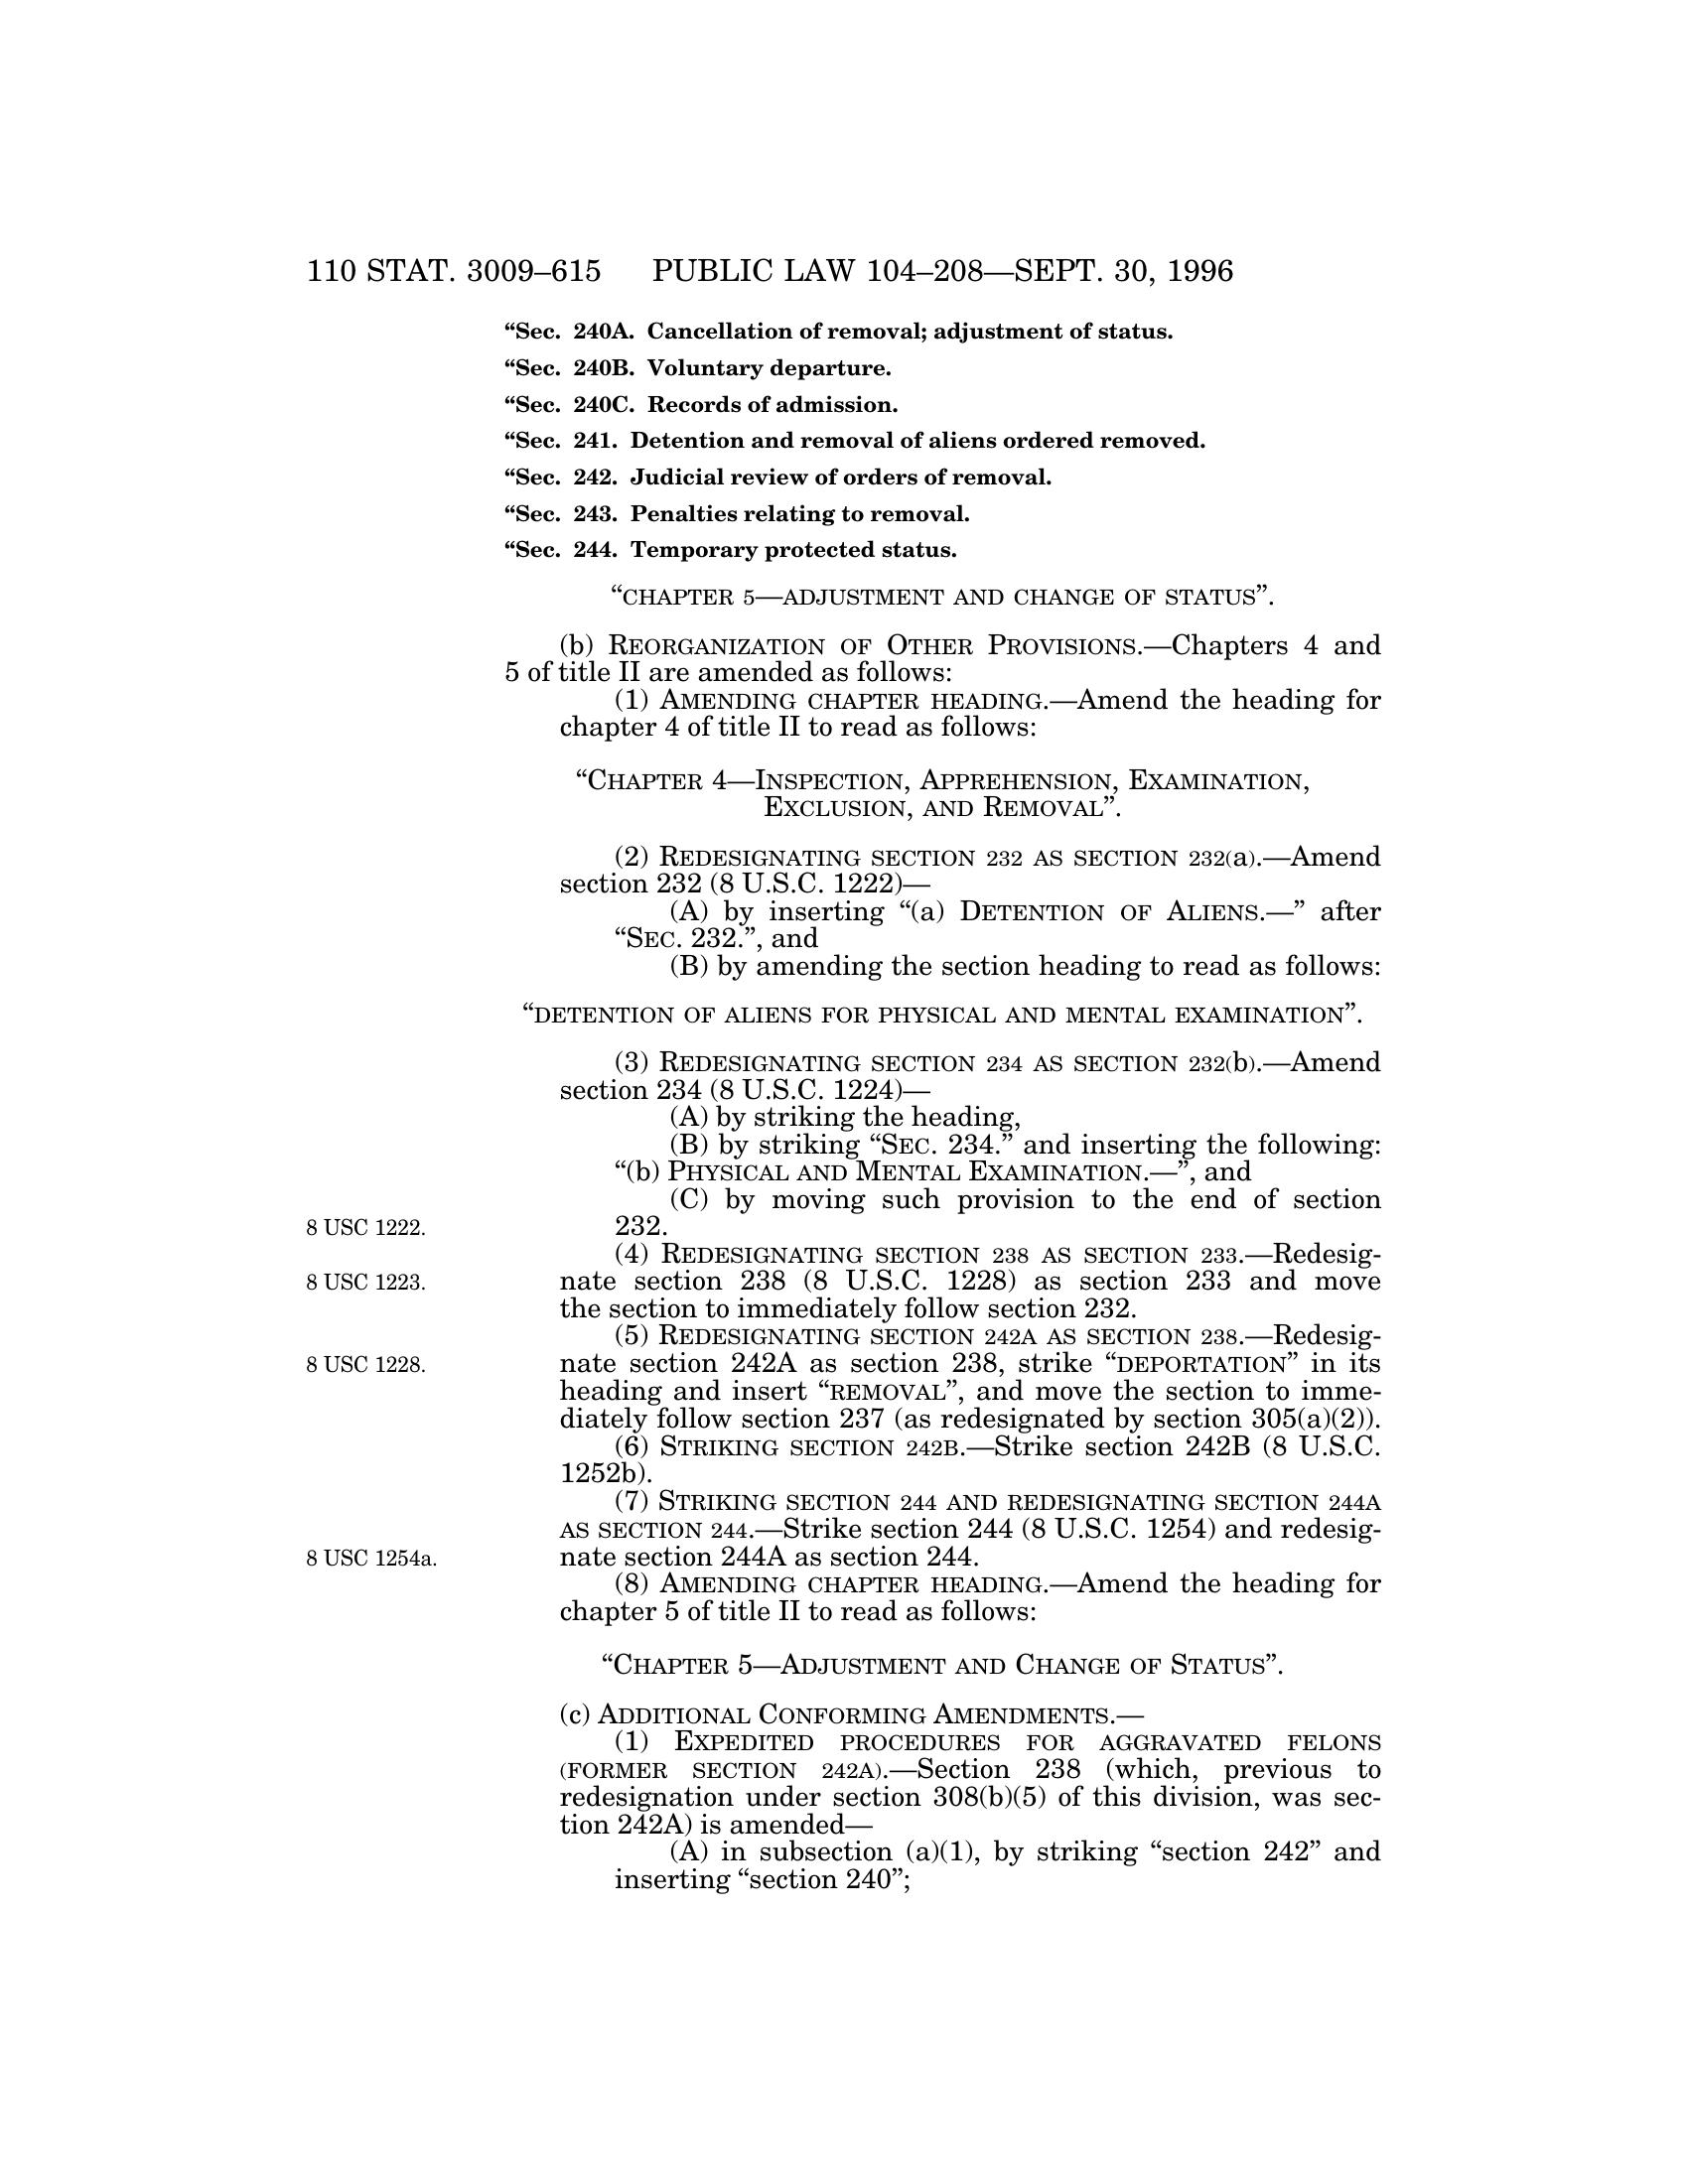 110 STAT. 3009–615 PUBLIC LAW 104–208—SEPT. 30, 1996
“Sec. 240A. Cancellation of removal; adjustment of status.
“Sec. 240B. Voluntary departure.
“Sec. 240C. Records of admission.
“Sec. 241. Detention and removal of aliens ordered removed.
“Sec. 242. Judicial review of orders of removal.
“Sec. 243. Penalties relating to removal.
“Sec. 244. Temporary protected status.
“CHAPTER 5—ADJUSTMENT AND CHANGE OF STATUS”.
(b) REORGANIZATION OF OTHER PROVISIONS.—Chapters 4 and
5 of title II are amended as follows:
(1) AMENDING CHAPTER HEADING.—Amend the heading for
chapter 4 of title II to read as follows:
“CHAPTER 4—INSPECTION, APPREHENSION, EXAMINATION,
EXCLUSION, AND REMOVAL”.
(2) REDESIGNATING SECTION 232 AS SECTION 232(a).—Amend
section 232 (8 U.S.C. 1222)—
(A) by inserting “(a) DETENTION OF ALIENS.—” after
“SEC. 232.”, and
(B) by amending the section heading to read as follows:
“DETENTION OF ALIENS FOR PHYSICAL AND MENTAL EXAMINATION”.
(3) REDESIGNATING SECTION 234 AS SECTION 232(b).—Amend
section 234 (8 U.S.C. 1224)—
(A) by striking the heading,
(B) by striking “SEC. 234.” and inserting the following:
“(b) PHYSICAL AND MENTAL EXAMINATION.—”, and
(C) by moving such provision to the end of section
8 USC 1222. 232.
(4) REDESIGNATING SECTION 238 AS SECTION 233.—Redesig-
8 USC 1223. nate section 238 (8 U.S.C. 1228) as section 233 and move
the section to immediately follow section 232.
(5) REDESIGNATING SECTION 242A AS SECTION 238.—Redesig-
8 USC 1228. nate section 242A as section 238, strike “DEPORTATION” in its
heading and insert “REMOVAL”, and move the section to imme-
diately follow section 237 (as redesignated by section 305(a)(2)).
(6) STRIKING SECTION 242B.—Strike section 242B (8 U.S.C.
1252b).
(7) STRIKING SECTION 244 AND REDESIGNATING SECTION 244A
AS SECTION 244.—Strike section 244 (8 U.S.C. 1254) and redesig-
8 USC 1254a. nate section 244A as section 244.
(8) AMENDING CHAPTER HEADING.—Amend the heading for
chapter 5 of title II to read as follows:
“CHAPTER 5—ADJUSTMENT AND CHANGE OF STATUS”.
(c) ADDITIONAL CONFORMING AMENDMENTS.—
(1) EXPEDITED PROCEDURES FOR AGGRAVATED FELONS
(FORMER SECTION 242A).—Section 238 (which, previous to
redesignation under section 308(b)(5) of this division, was sec-
tion 242A) is amended—
(A) in subsection (a)(1), by striking “section 242” and
inserting “section 240”;